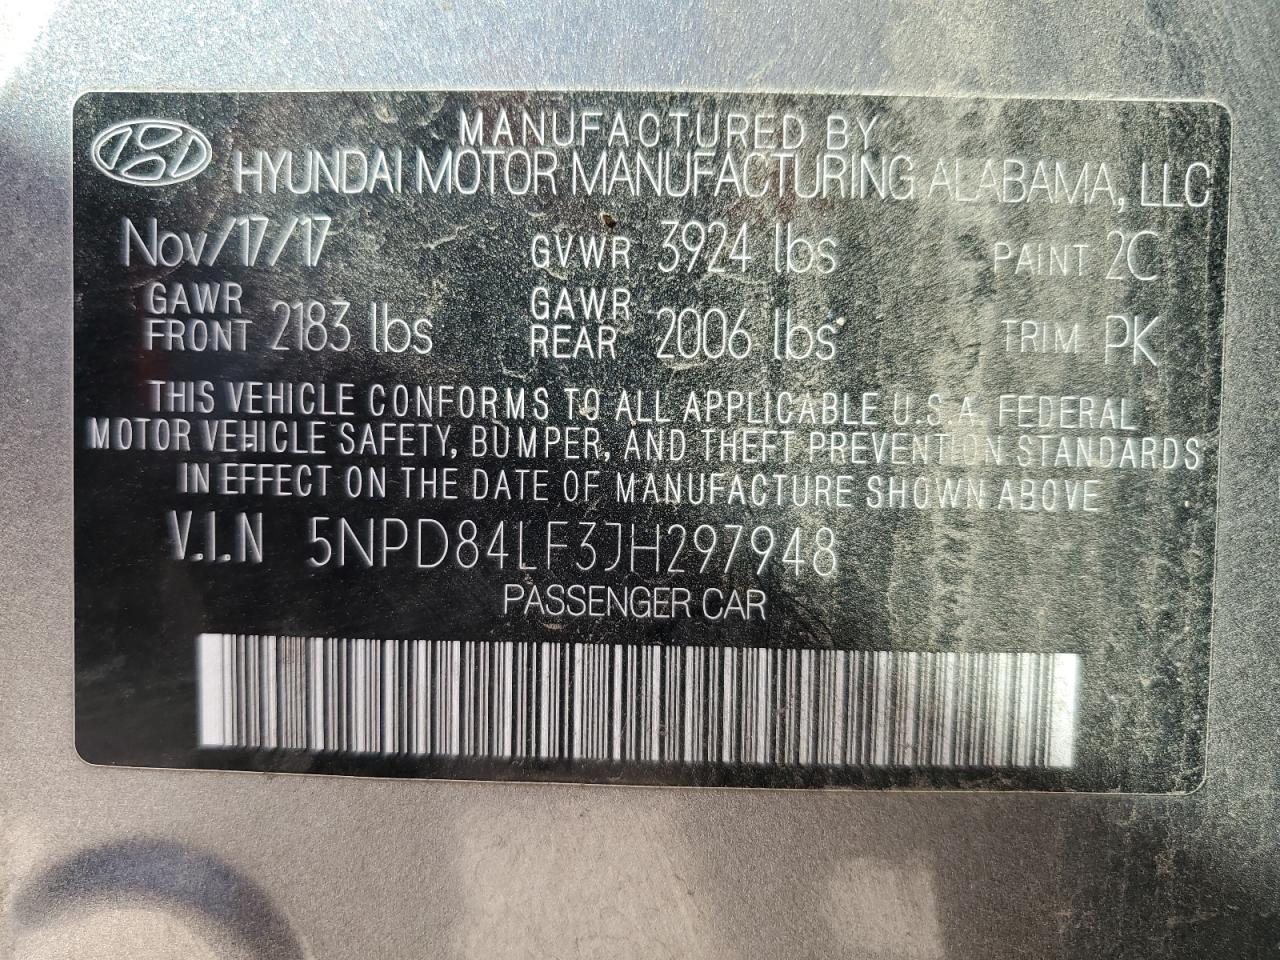 MANUFACTURED BY
HYUNDAI MOTOR MANUFACTURING ALABAMA, LLC
Nov/17/17 GVWR 3924 lbs PAINT 2C
GAWR FRONT 2183 lbs GAWR REAR 2006 lbs TRIM PK
THIS VEHICLE CONFORMS TO ALL APPLICABLE U.S.A. FEDERAL
MOTOR VEHICLE SAFETY, BUMPER, AND THEFT PREVENTION STANDARDS
IN EFFECT ON THE DATE OF MANUFACTURE SHOWN ABOVE
V.I.N 5NPD84LF3JH297948
PASSENGER CAR